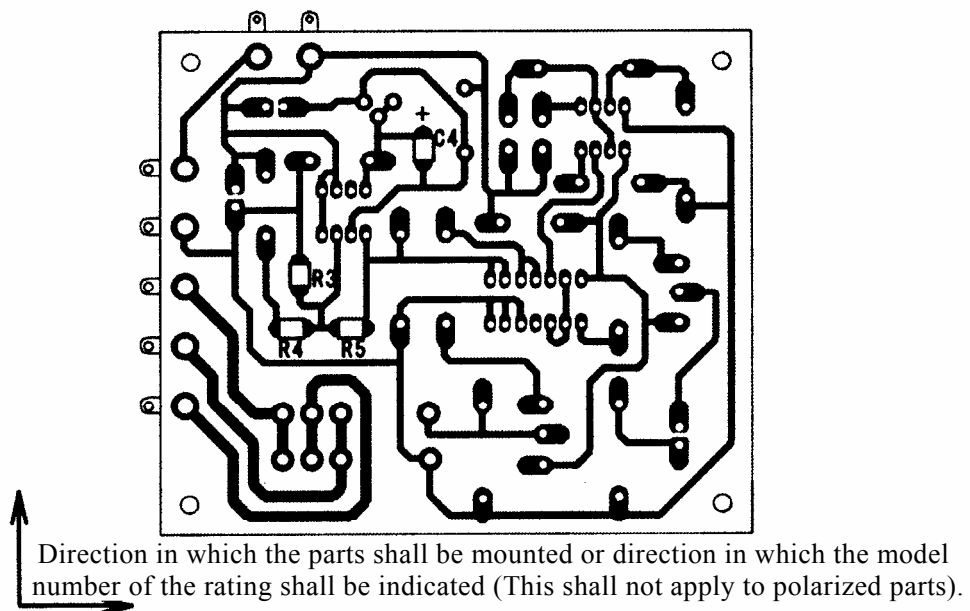 +
C4
R3
R4
R5
Direction in which the parts shall be mounted or direction in which the model
number of the rating shall be indicated (This shall not apply to polarized parts).